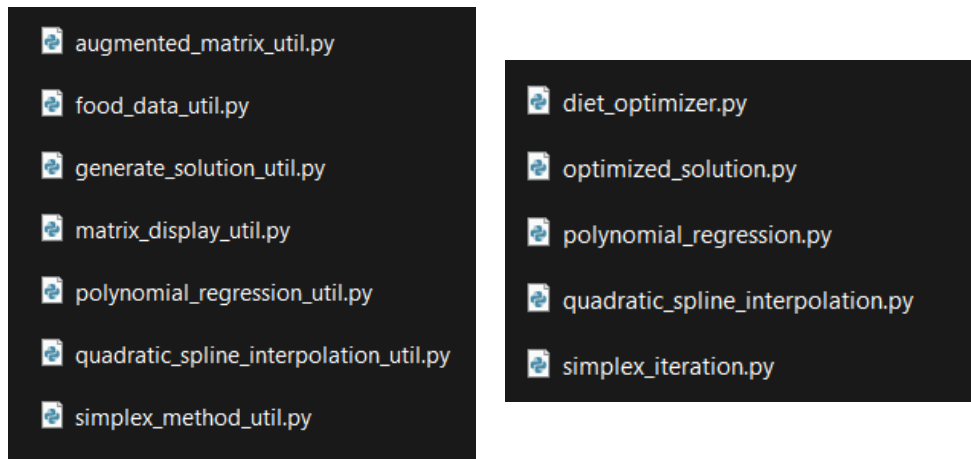 augmented_matrix_util.py
food_data_util.py
generate_solution_util.py
matrix_display_util.py
polynomial_regression_util.py
quadratic_spline_interpolation_util.py
simplex_method_util.py
diet_optimizer.py
optimized_solution.py
polynomial_regression.py
quadratic_spline_interpolation.py
simplex_iteration.py